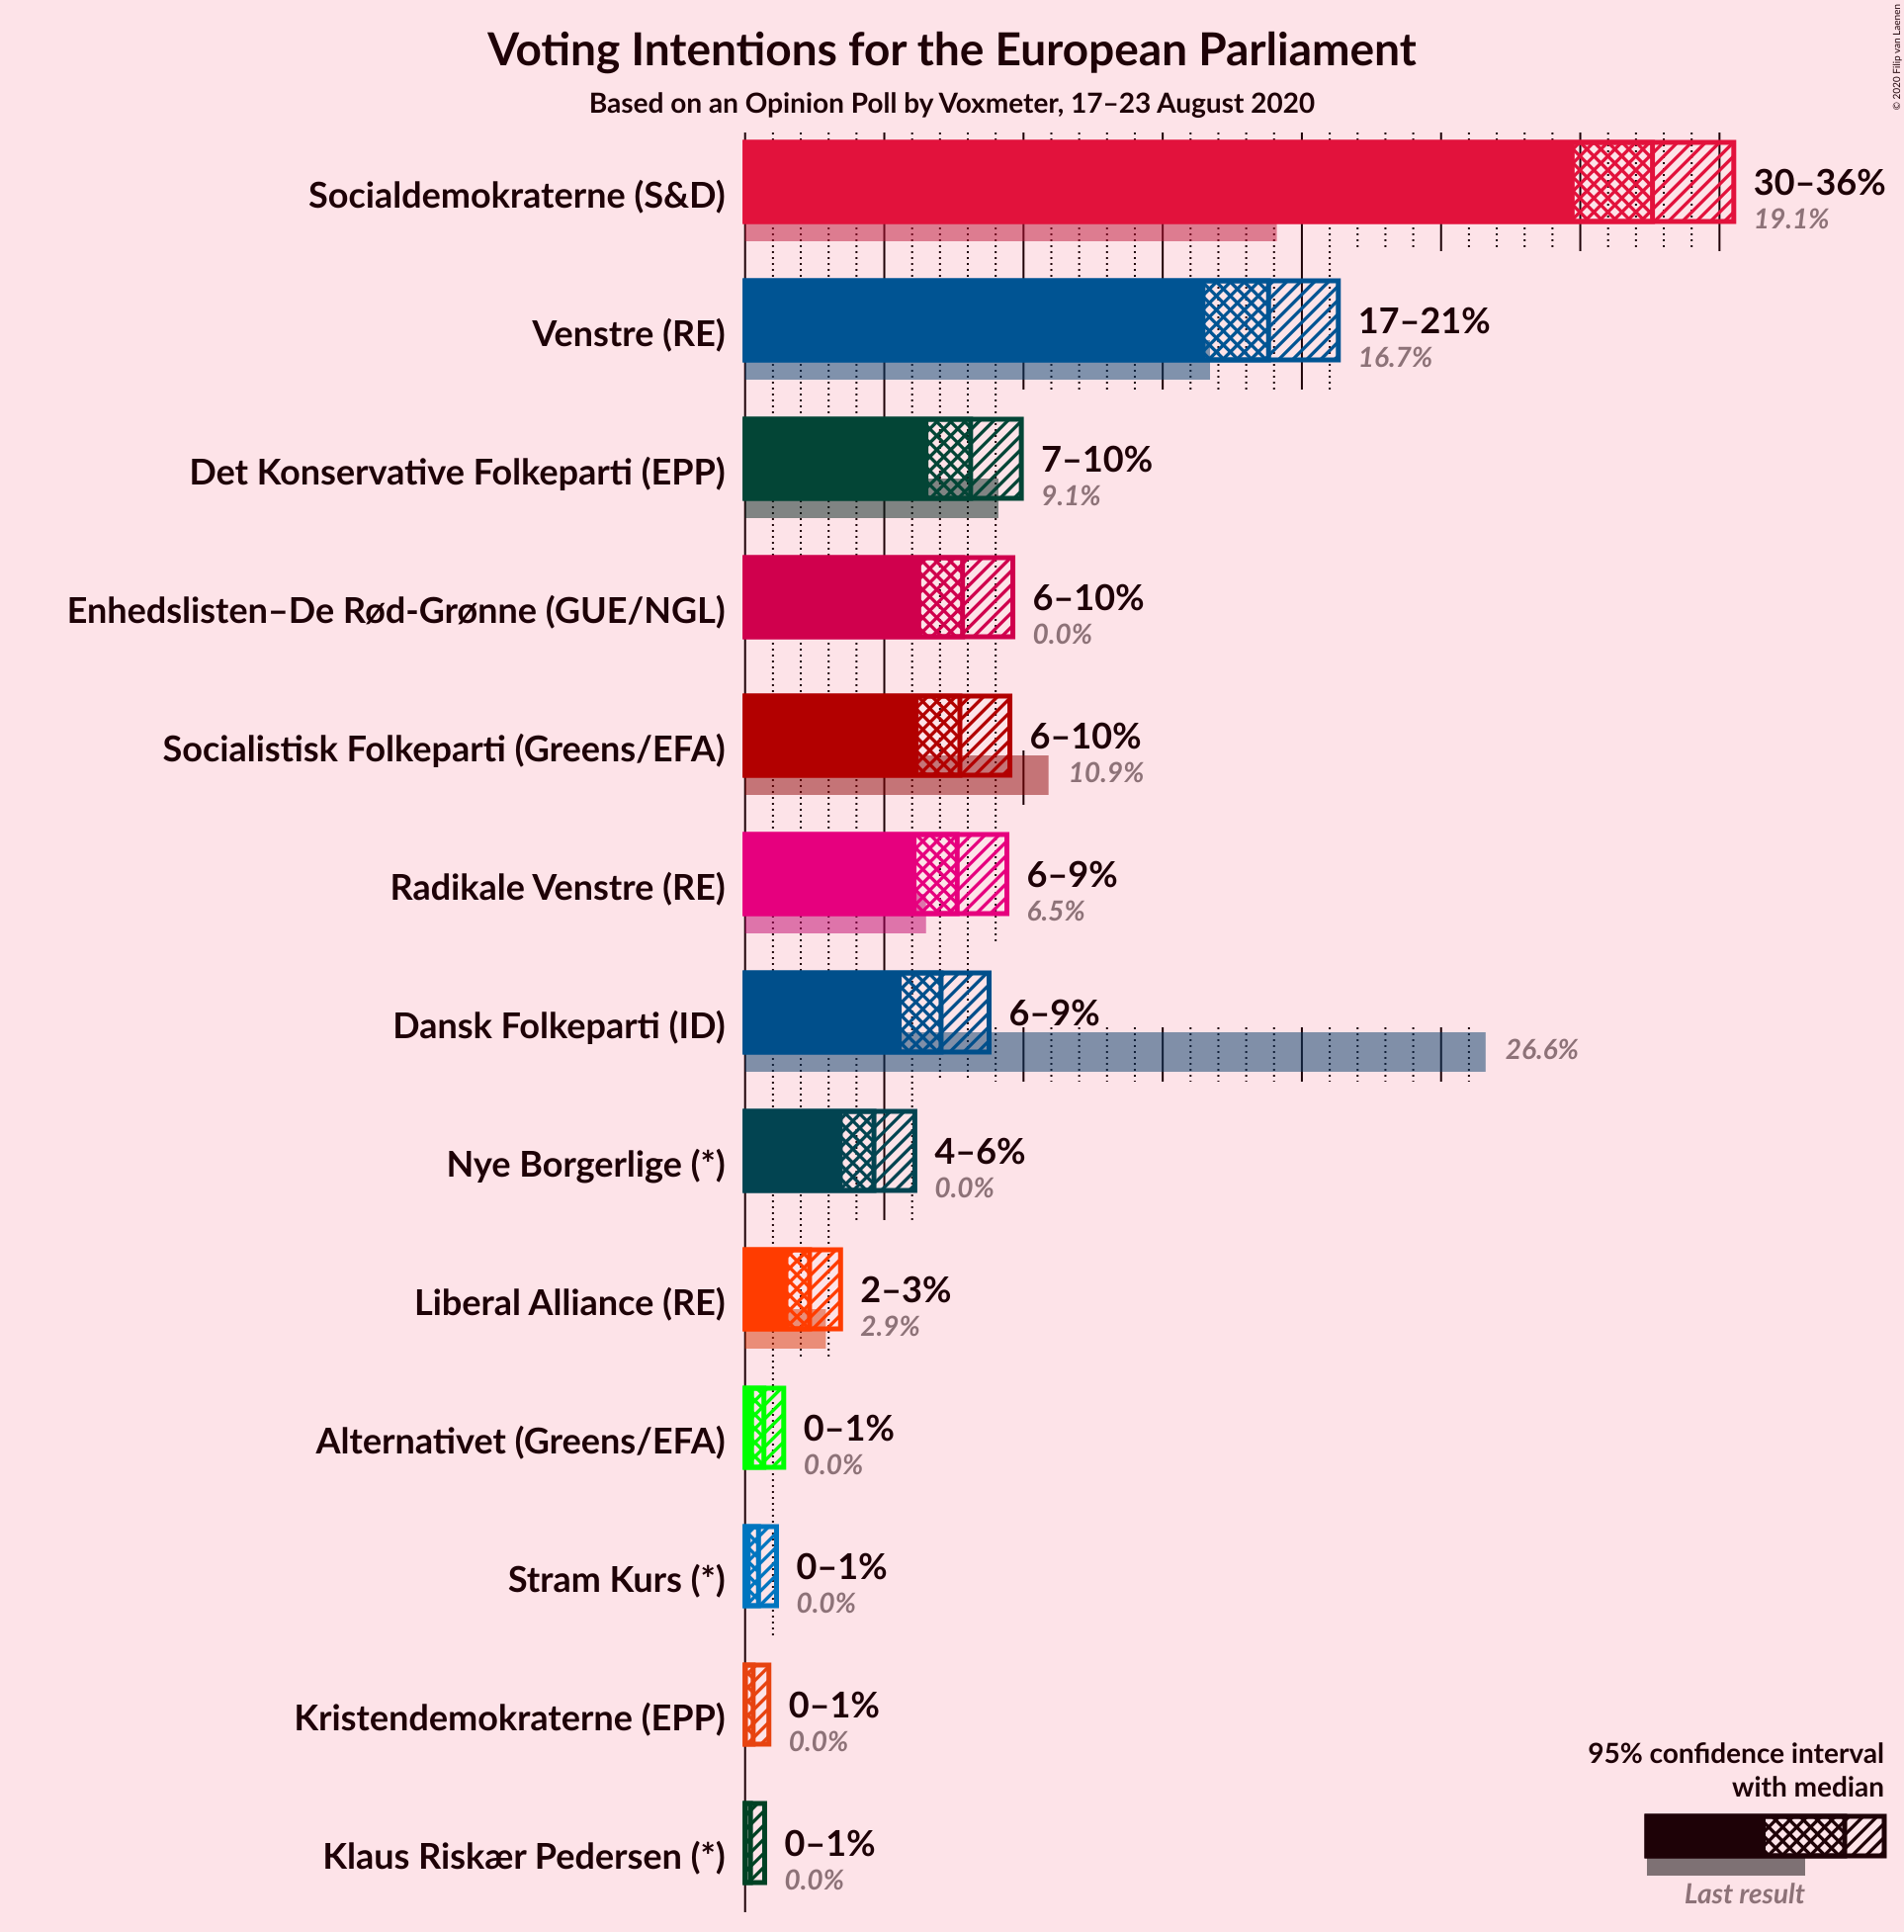 Voting Intentions for the European Parliament
Based on an Opinion Poll by Voxmeter, 17–23 August 2020
© 2020 Filip van Laenen
Socialdemokraterne (S&D)
30–36%
19.1%
Venstre (RE)
17–21%
16.7%
Det Konservative Folkeparti (EPP)
7–10%
9.1%
Enhedslisten–De Rød-Grønne (GUE/NGL)
6–10%
0.0%
Socialistisk Folkeparti (Greens/EFA)
6–10%
10.9%
Radikale Venstre (RE)
6–9%
6.5%
Dansk Folkeparti (ID)
6–9%
26.6%
Nye Borgerlige (*)
4–6%
0.0%
Liberal Alliance (RE)
2–3%
2.9%
Alternativet (Greens/EFA)
0–1%
0.0%
Stram Kurs (*)
0–1%
0.0%
Kristendemokraterne (EPP)
0–1%
0.0%
Klaus Riskær Pedersen (*)
0–1%
0.0%
95% confidence interval
with median
Last result